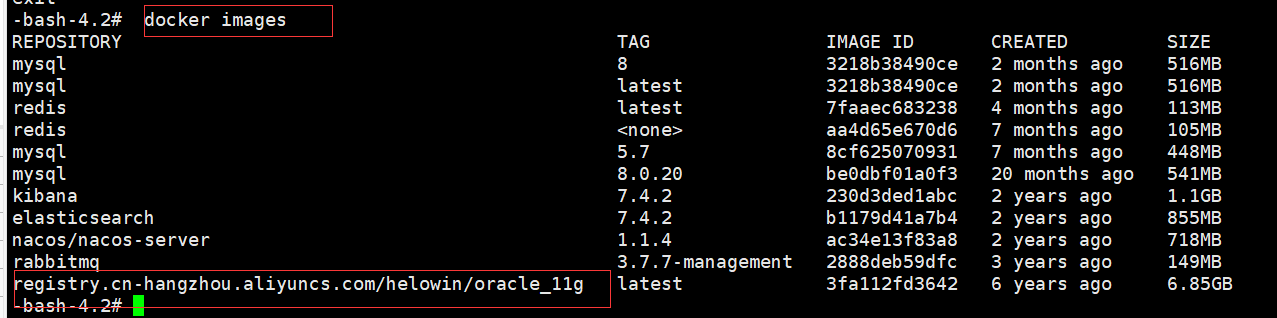 exit
-bash-4.2# docker images
REPOSITORY TAG IMAGE ID CREATED SIZE
mysql 8 3218b38490ce 2 months ago 516MB
mysql latest 3218b38490ce 2 months ago 516MB
redis latest 7faaec683238 4 months ago 113MB
redis <none> aa4d65e670d6 7 months ago 105MB
mysql 5.7 8cf625070931 7 months ago 448MB
mysql 8.0.20 be0dbf01a0f3 20 months ago 541MB
kibana 7.4.2 230d3ded1abc 2 years ago 1.1GB
elasticsearch 7.4.2 b1179d41a7b4 2 years ago 855MB
nacos/nacos-server 1.1.4 ac34e13f83a8 2 years ago 718MB
rabbitmq 3.7.7-management 2888deb59dfc 3 years ago 149MB
registry.cn-hangzhou.aliyuncs.com/helowin/oracle_11g latest 3fa112fd3642 6 years ago 6.85GB
-bash-4.2#